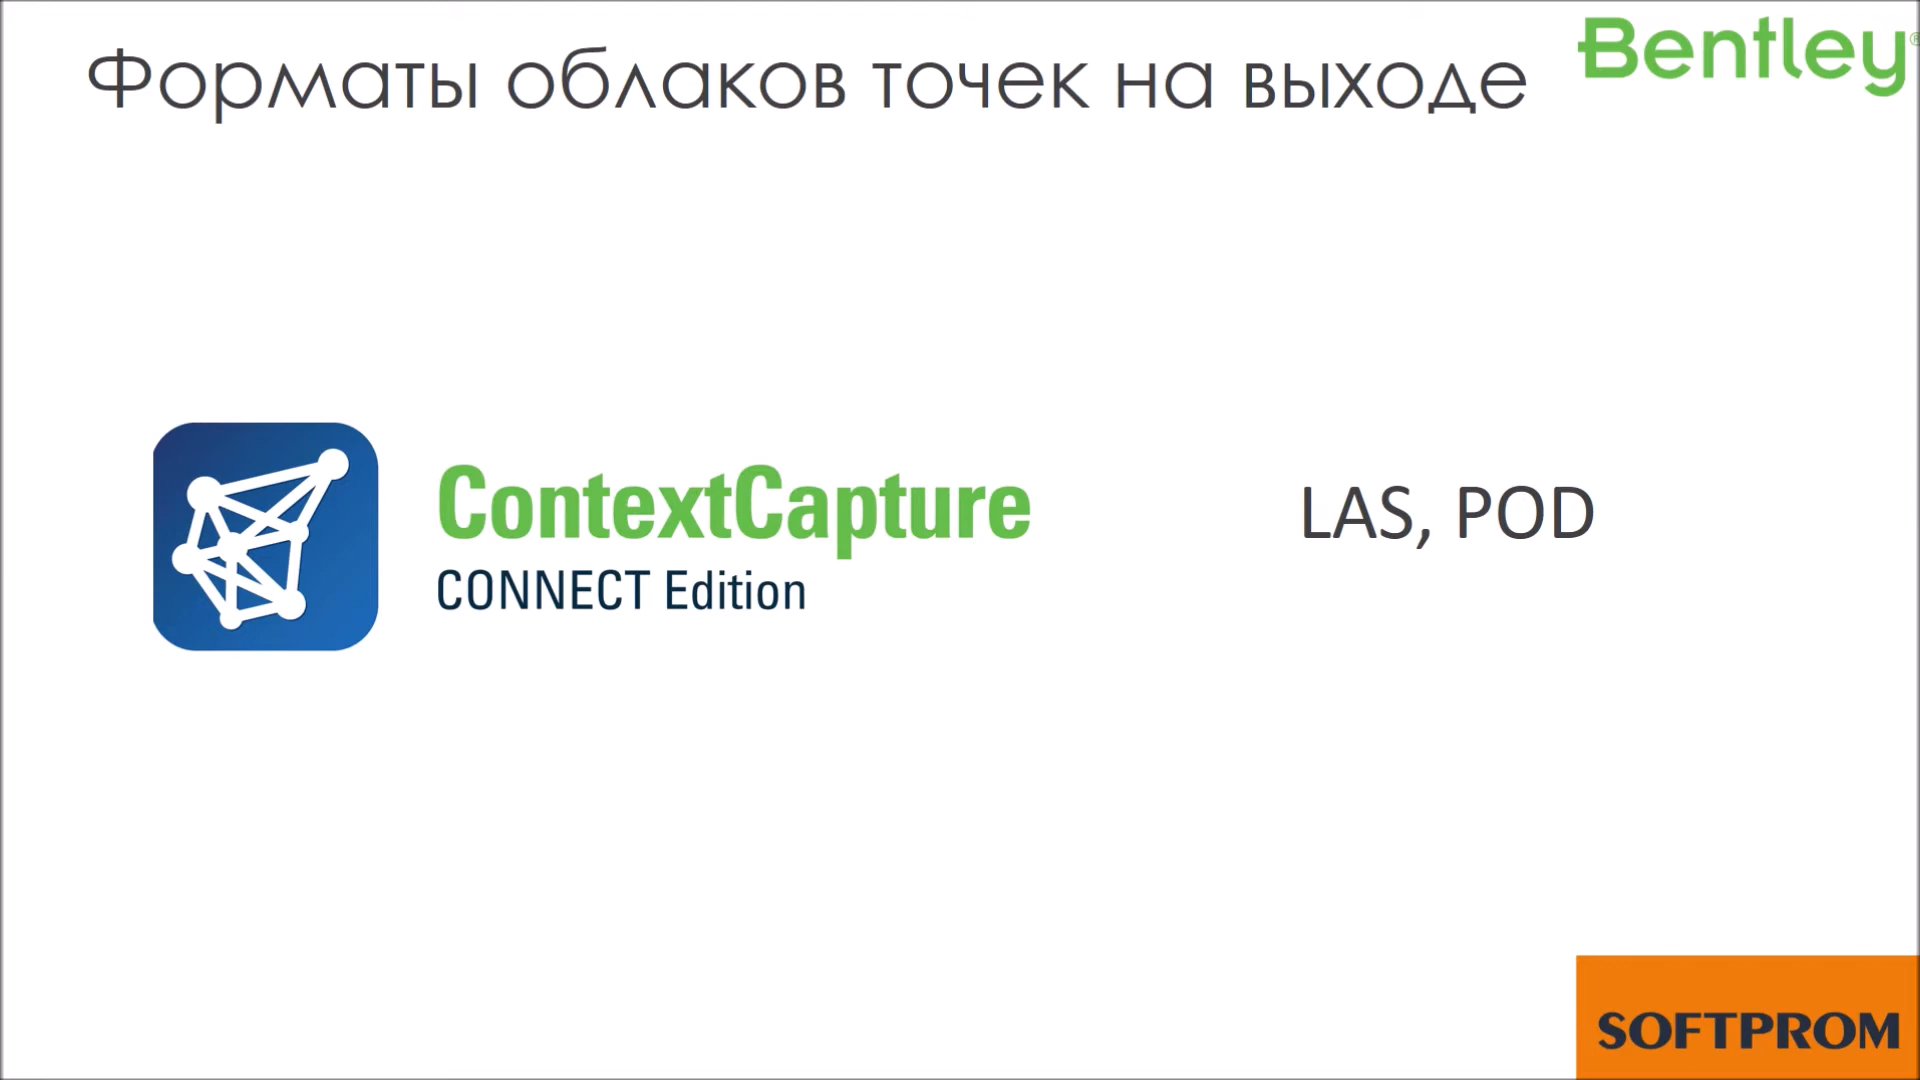 Форматы облаков точек на выходе
Bentley®
ContextCapture
CONNECT Edition
LAS, POD
SOFTPROM